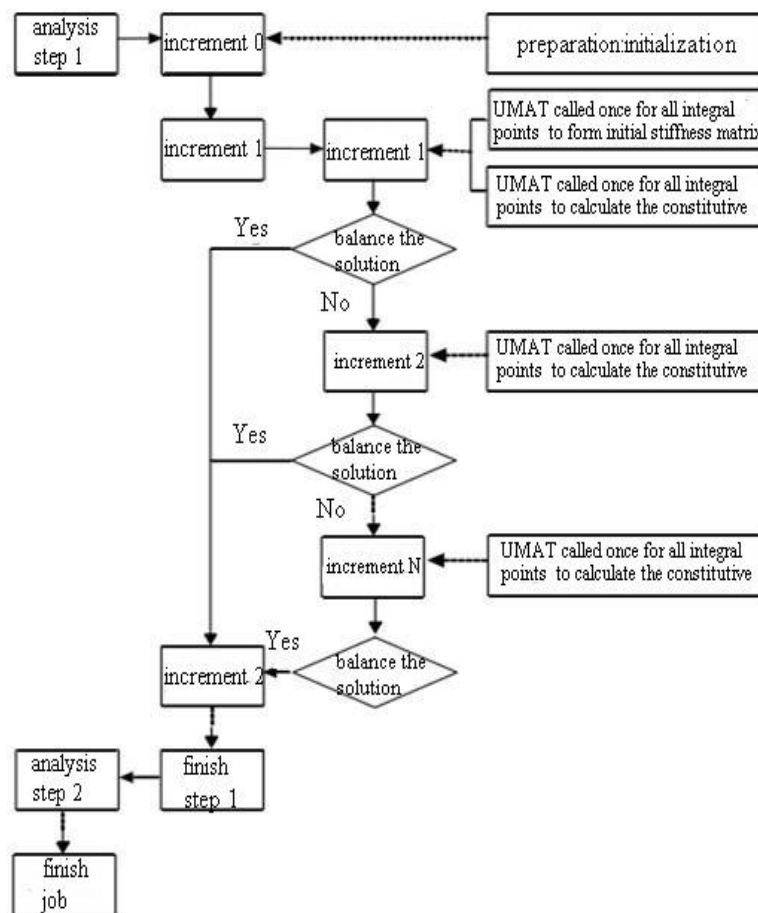 analysis
step 1
increment 0
preparation:initialization
increment 1
increment 1
UMAT called once for all integral
points to form initial stiffness matrix
UMAT called once for all integral
points to calculate the constitutive
Yes
balance the
solution
No
increment 2
UMAT called once for all integral
points to calculate the constitutive
Yes
balance the
solution
No
increment N
UMAT called once for all integral
points to calculate the constitutive
increment 2
Yes
balance the
solution
analysis
step 2
finish
step 1
finish
job